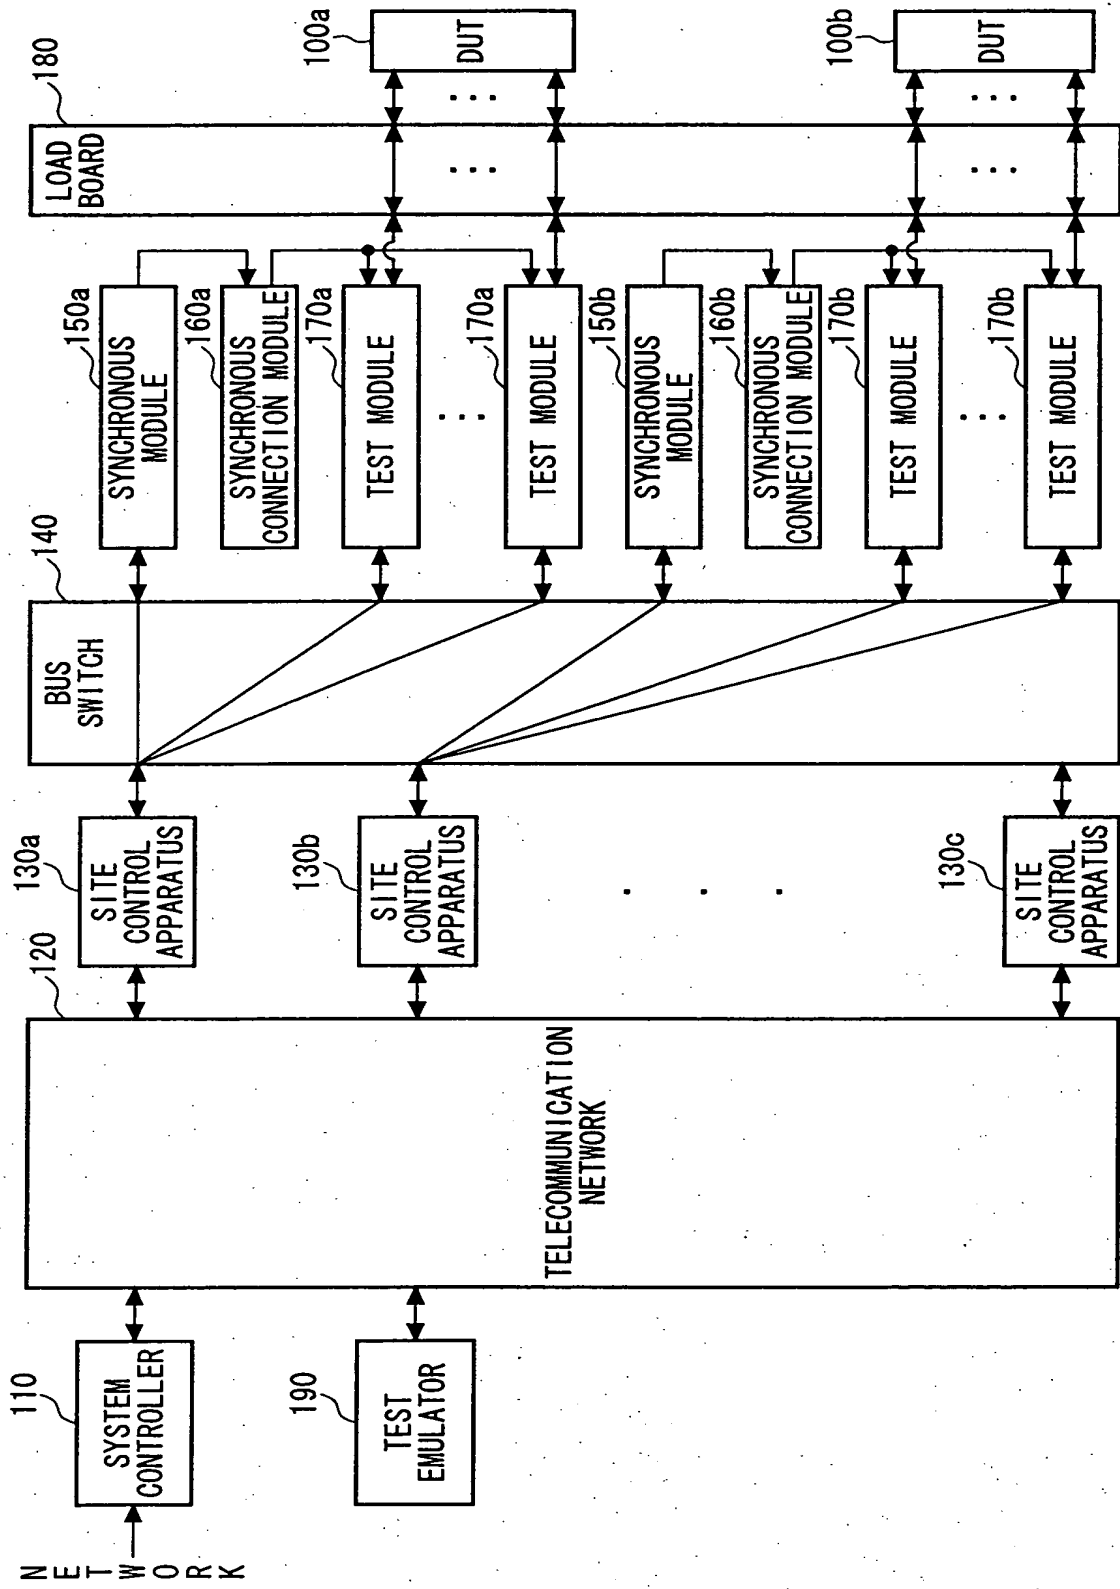 NETWORK
110
SYSTEM
CONTROLLER
190
TEST
EMULATOR
120
TELECOMMUNICATION
NETWORK
130a
SITE
CONTROL
APPARATUS
130b
SITE
CONTROL
APPARATUS
130c
SITE
CONTROL
APPARATUS
140
BUS
SWITCH
150a
SYNCHRONOUS
MODULE
160a
SYNCHRONOUS
CONNECTION MODULE
170a
TEST MODULE
170a
TEST MODULE
150b
SYNCHRONOUS
MODULE
160b
SYNCHRONOUS
CONNECTION MODULE
170b
TEST MODULE
170b
TEST MODULE
180
LOAD
BOARD
100a
DUT
100b
DUT